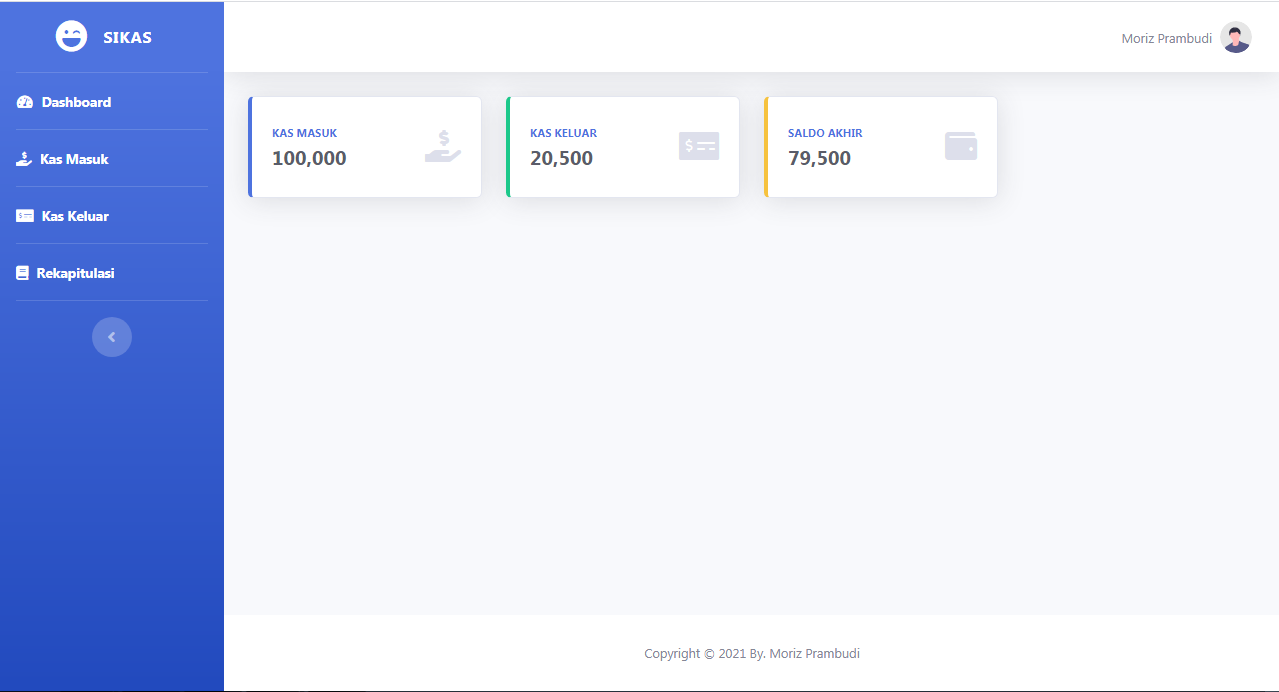 SIKAS
Moriz Prambudi
Dashboard
Kas Masuk
Kas Keluar
Rekapitulasi
KAS MASUK
100,000
KAS KELUAR
20,500
SALDO AKHIR
79,500
Copyright © 2021 By. Moriz Prambudi